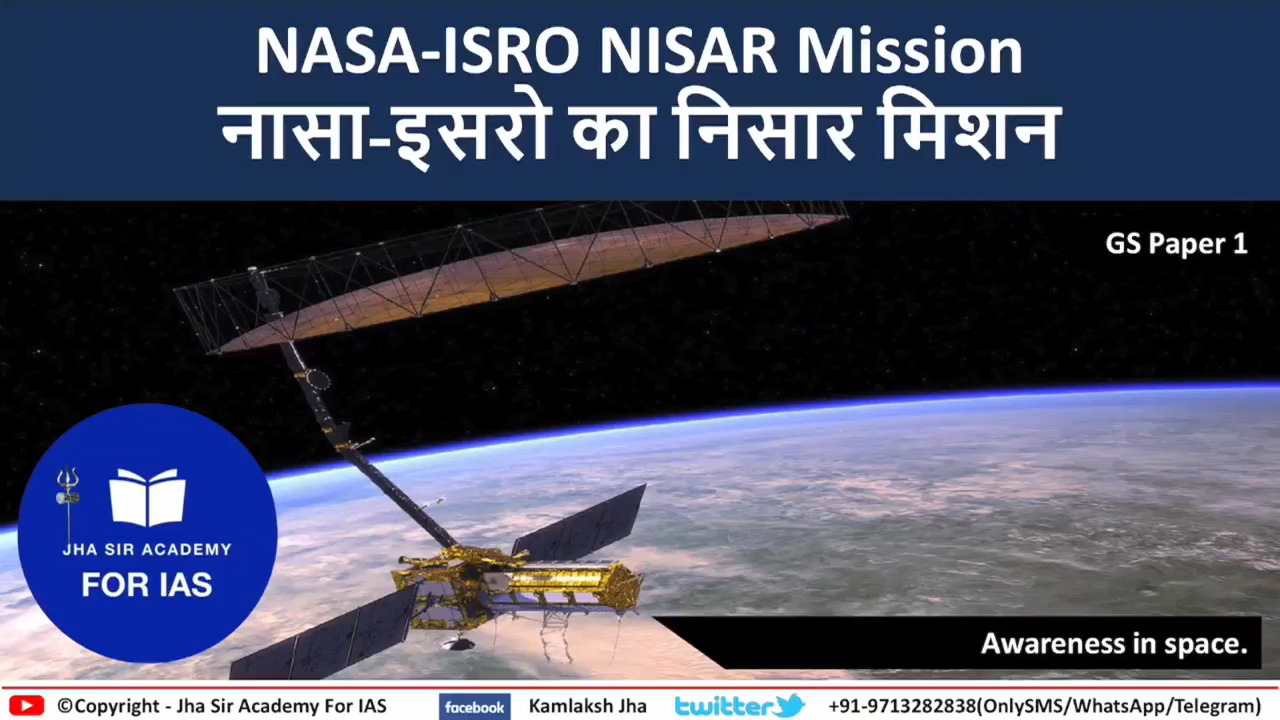 NASA-ISRO NISAR Mission
नासा-इसरो का निसार मिशन
GS Paper 1
JHA SIR ACADEMY
FOR IAS
Awareness in space.
©Copyright - Jha Sir Academy For IAS
facebook
Kamlaksh Jha
twitter
+91-9713282838(OnlySMS/WhatsApp/Telegram)